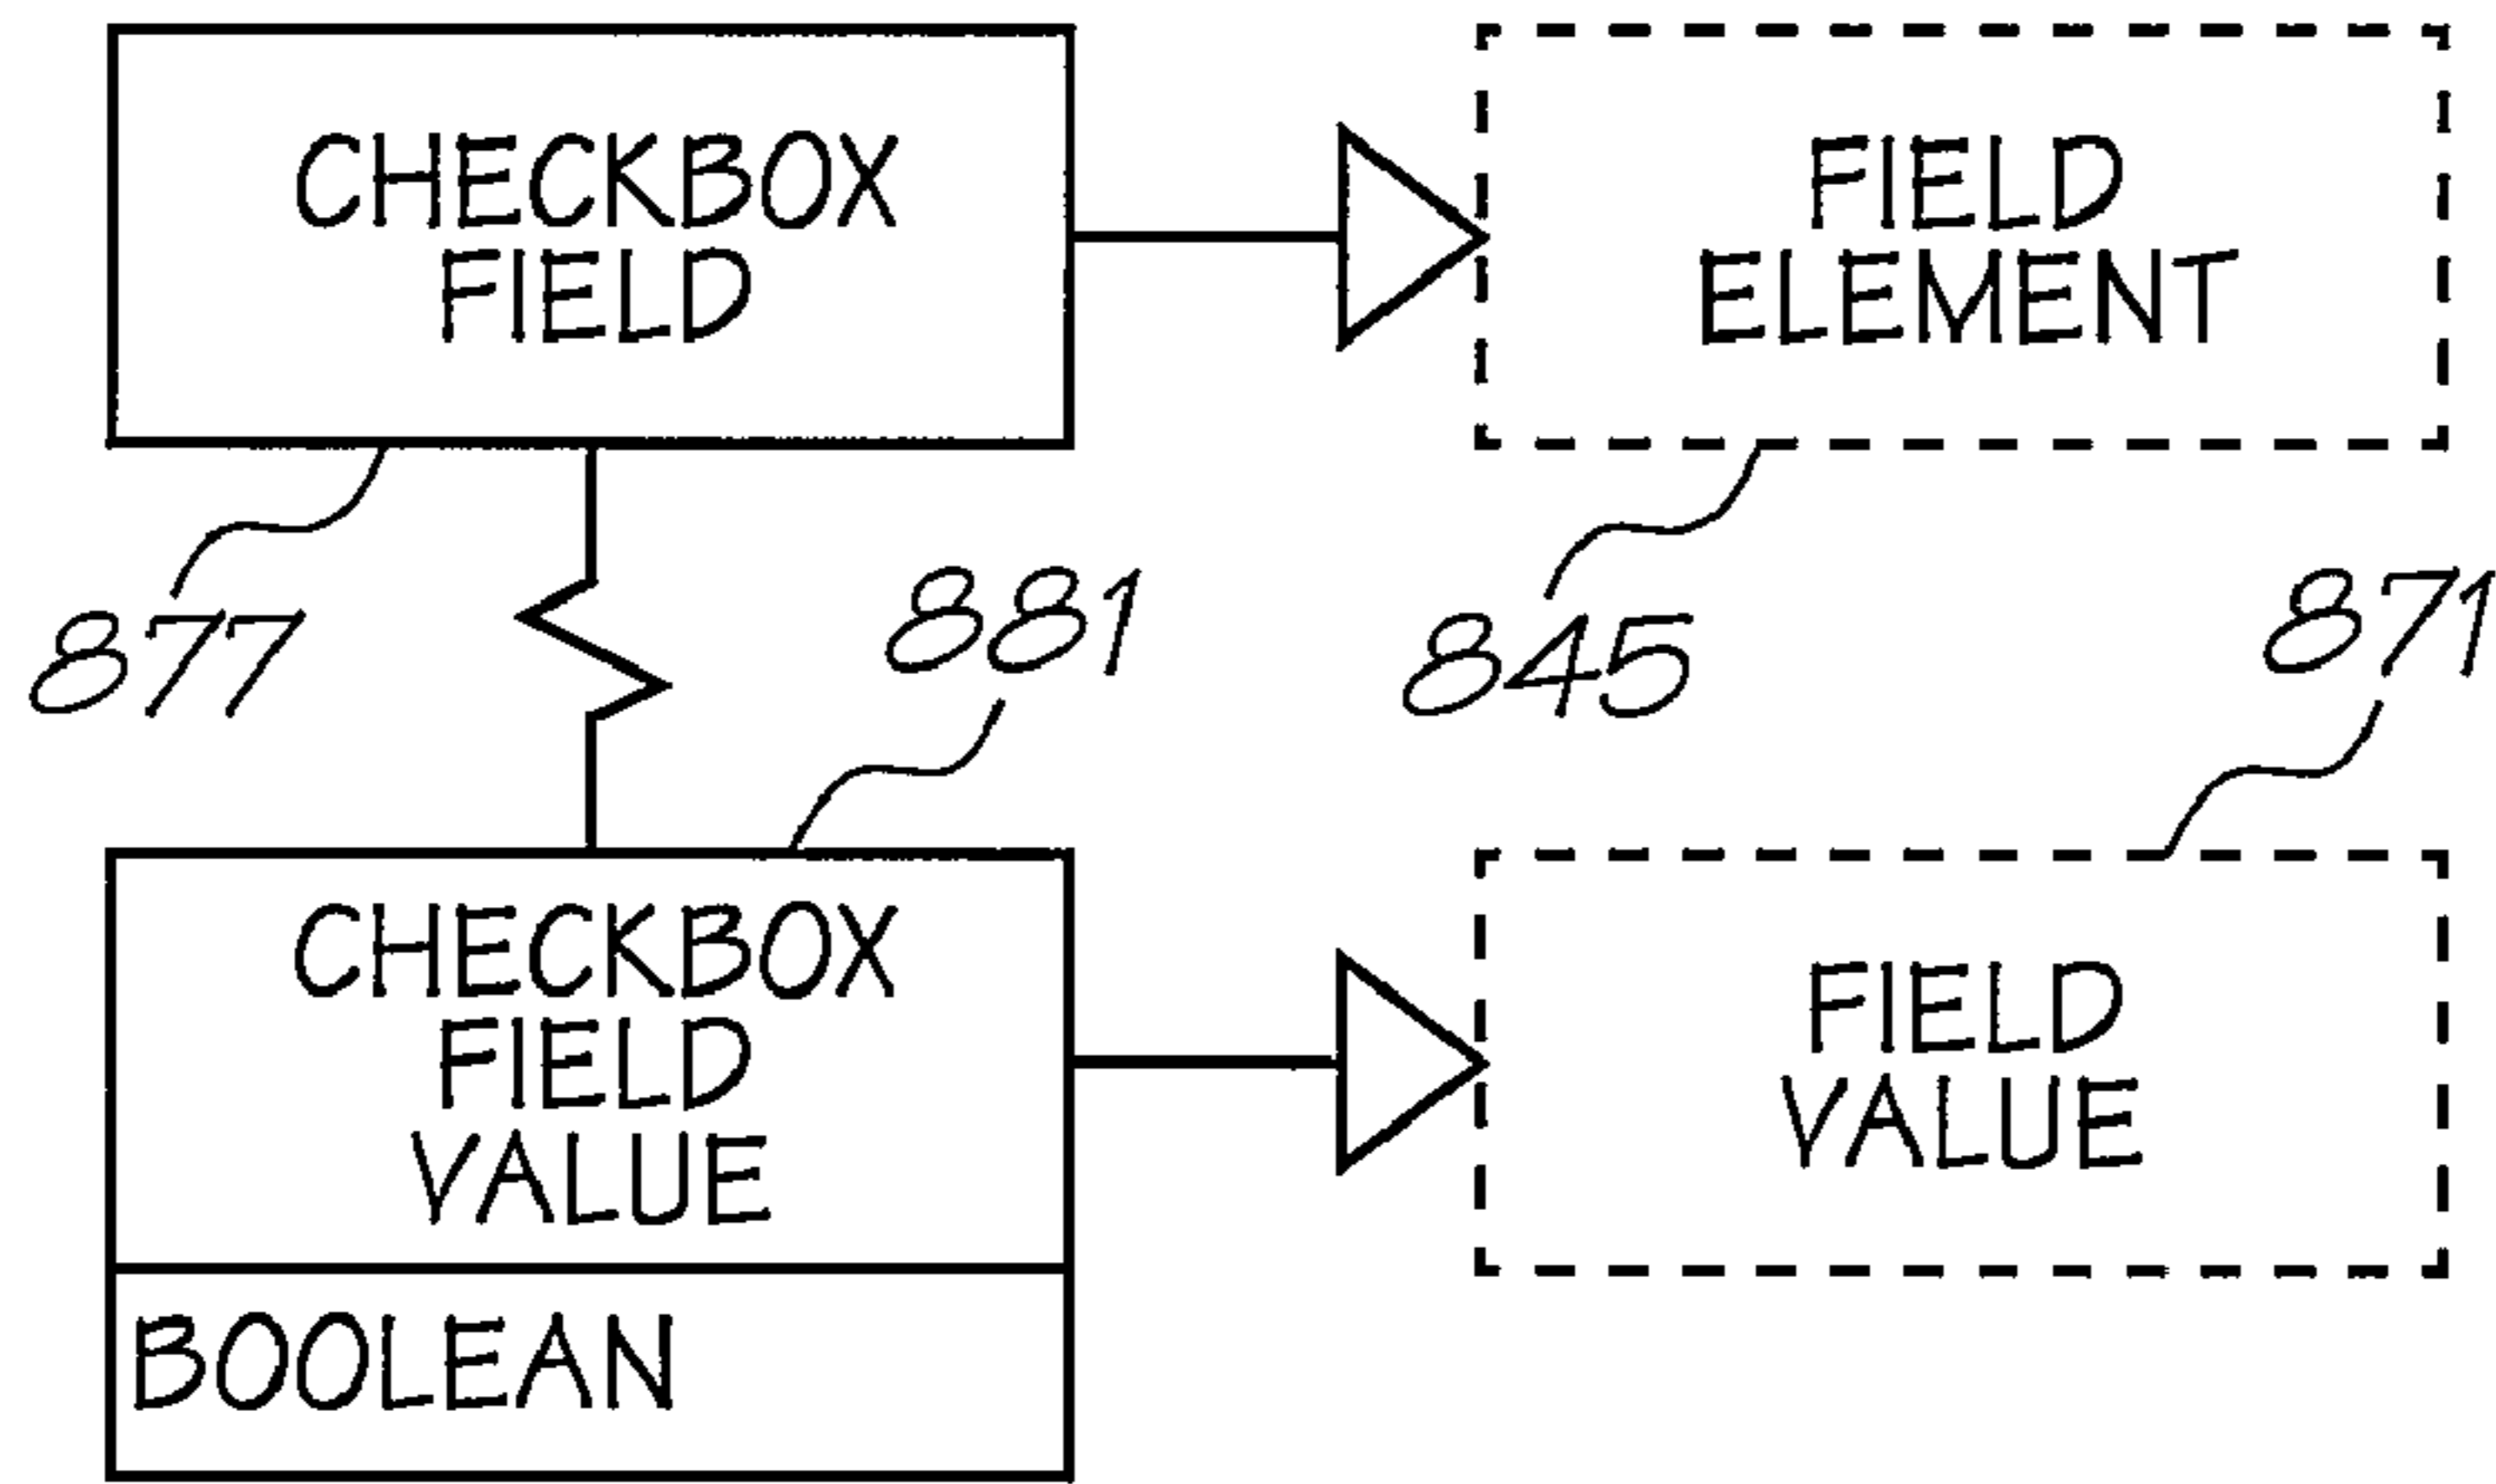 CHECKBOX
FIELD
FIELD
ELEMENT
877
881
845
871
CHECKBOX
FIELD
VALUE
FIELD
VALUE
BOOLEAN